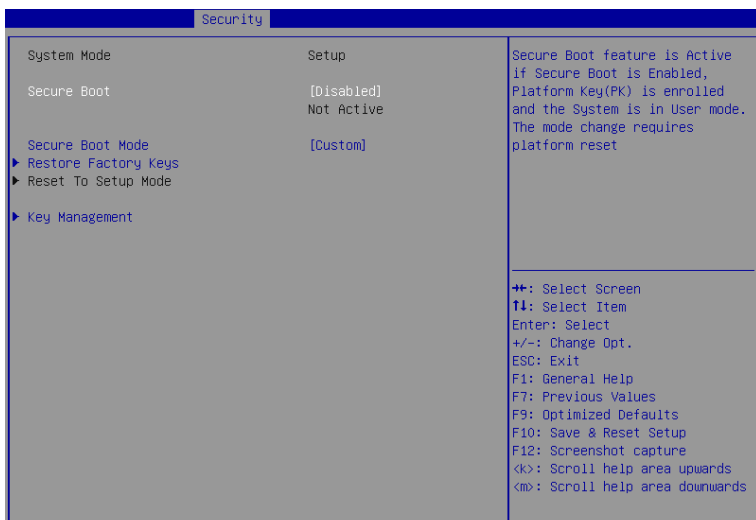 Security
System Mode Setup
Secure Boot [Disabled]
Not Active
Secure Boot Mode [Custom]
Restore Factory Keys
Reset To Setup Mode
Key Management
Secure Boot feature is Active
if Secure Boot is Enabled,
Platform Key(PK) is enrolled
and the System is in User mode.
The mode change requires
platform reset
→←: Select Screen
↑↓: Select Item
Enter: Select
+/-: Change Opt.
ESC: Exit
F1: General Help
F7: Previous Values
F9: Optimized Defaults
F10: Save & Reset Setup
F12: Screenshot capture
<k>: Scroll help area upwards
<m>: Scroll help area downwards